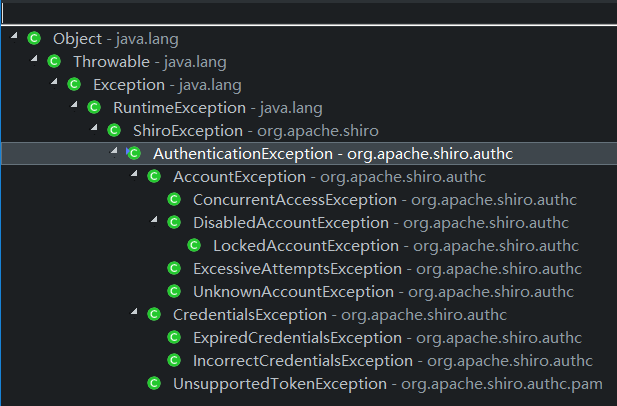 Object - java.lang
Throwable - java.lang
Exception - java.lang
RuntimeException - java.lang
ShiroException - org.apache.shiro
AuthenticationException - org.apache.shiro.authc
AccountException - org.apache.shiro.authc
ConcurrentAccessException - org.apache.shiro.authc
DisabledAccountException - org.apache.shiro.authc
LockedAccountException - org.apache.shiro.authc
ExcessiveAttemptsException - org.apache.shiro.authc
UnknownAccountException - org.apache.shiro.authc
CredentialsException - org.apache.shiro.authc
ExpiredCredentialsException - org.apache.shiro.authc
IncorrectCredentialsException - org.apache.shiro.authc
UnsupportedTokenException - org.apache.shiro.authc.pam